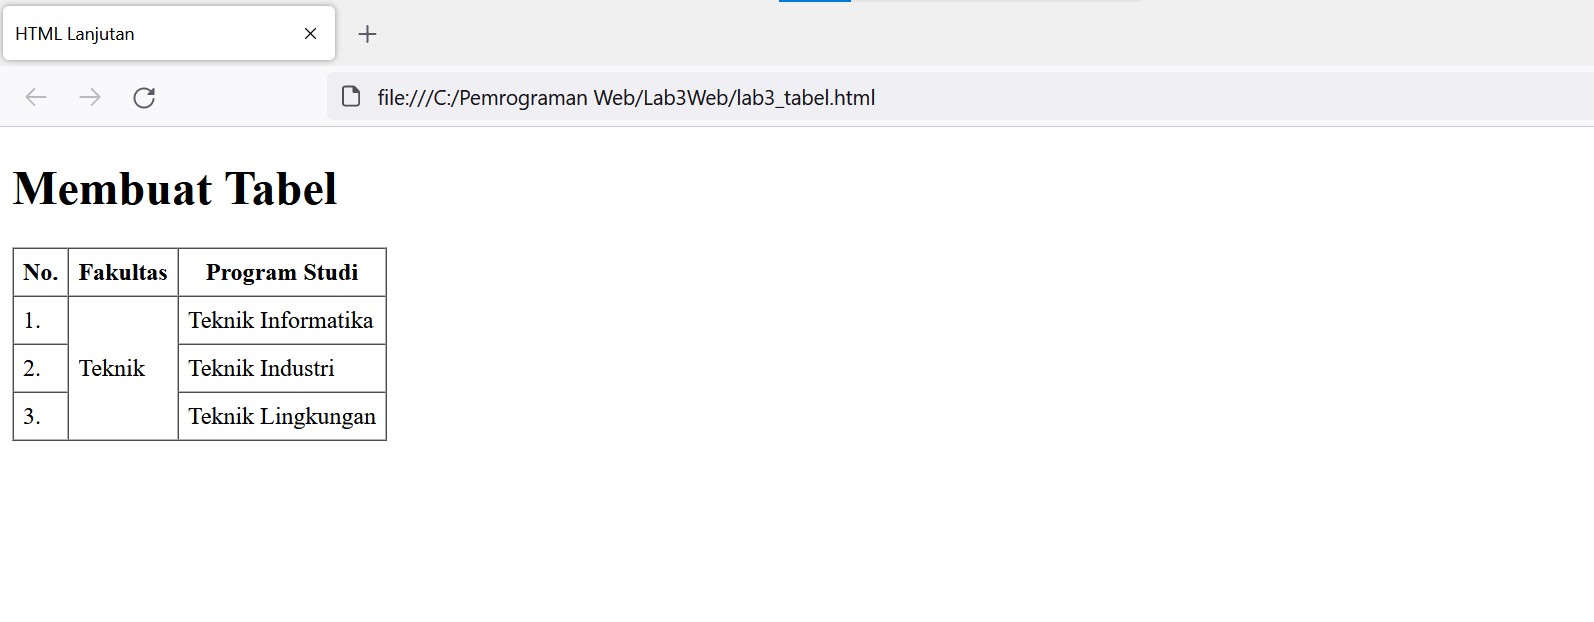 HTML Lanjutan
file:///C:/Pemrograman Web/Lab3Web/lab3_tabel.html
Membuat Tabel
No. Fakultas Program Studi
1. Teknik Informatika
2. Teknik Teknik Industri
3. Teknik Lingkungan